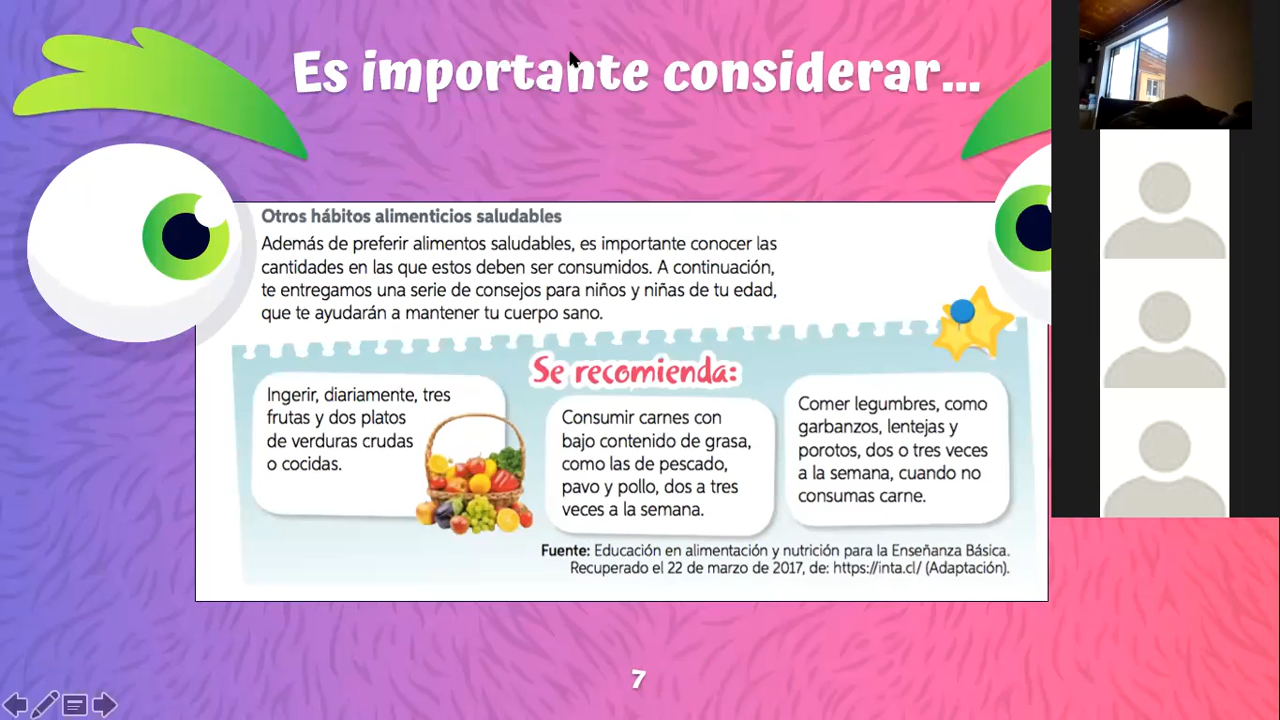 Es importante considerar...
Otros hábitos alimenticios saludables
Además de preferir alimentos saludables, es importante conocer las
cantidades en las que estos deben ser consumidos. A continuación,
te entregamos una serie de consejos para niños y niñas de tu edad,
que te ayudarán a mantener tu cuerpo sano.
Se recomienda:
Ingerir, diariamente, tres
frutas y dos platos
de verduras crudas
o cocidas.
Consumir carnes con
bajo contenido de grasa,
como las de pescado,
pavo y pollo, dos a tres
veces a la semana.
Comer legumbres, como
garbanzos, lentejas y
porotos, dos o tres veces
a la semana, cuando no
consumas carne.
Fuente: Educación en alimentación y nutrición para la Enseñanza Básica.
Recuperado el 22 de marzo de 2017, de: https://inta.cl/ (Adaptación).
7